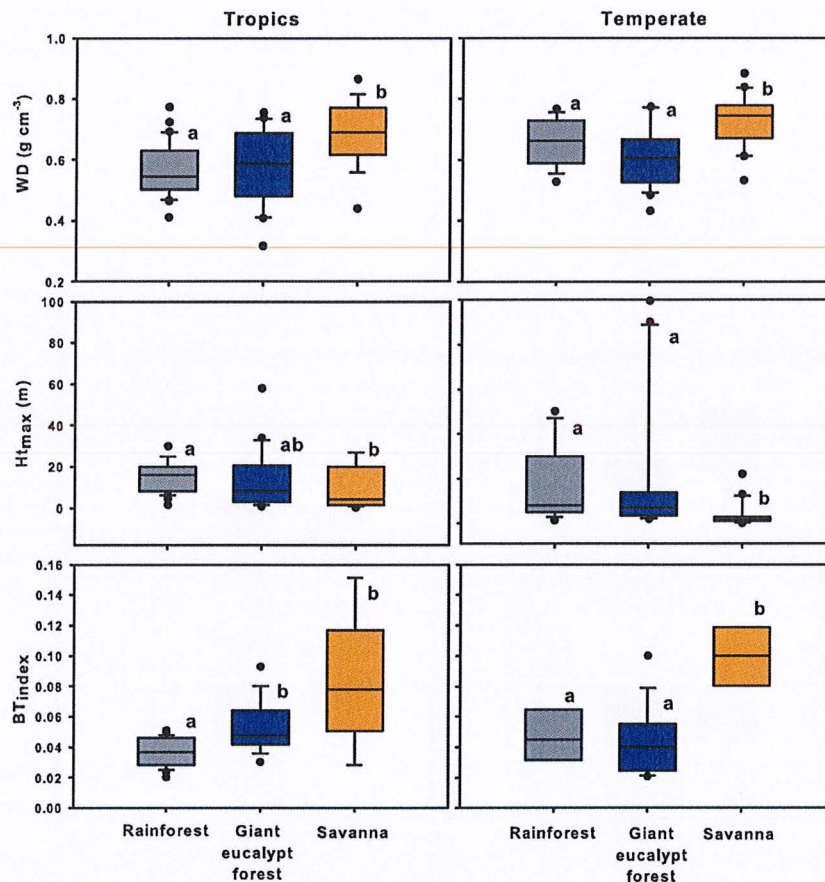 Tropics
Temperate
WD (g cm⁻³)
1.0
0.8
0.6
0.4
0.2
a
a
b
a
a
b
Htmax (m)
100
80
60
40
20
0
a
ab
b
a
a
b
BTindex
0.16
0.14
0.12
0.10
0.08
0.06
0.04
0.02
0.00
a
b
b
a
a
b
Rainforest
Giant
eucalypt
forest
Savanna
Rainforest
Giant
eucalypt
forest
Savanna